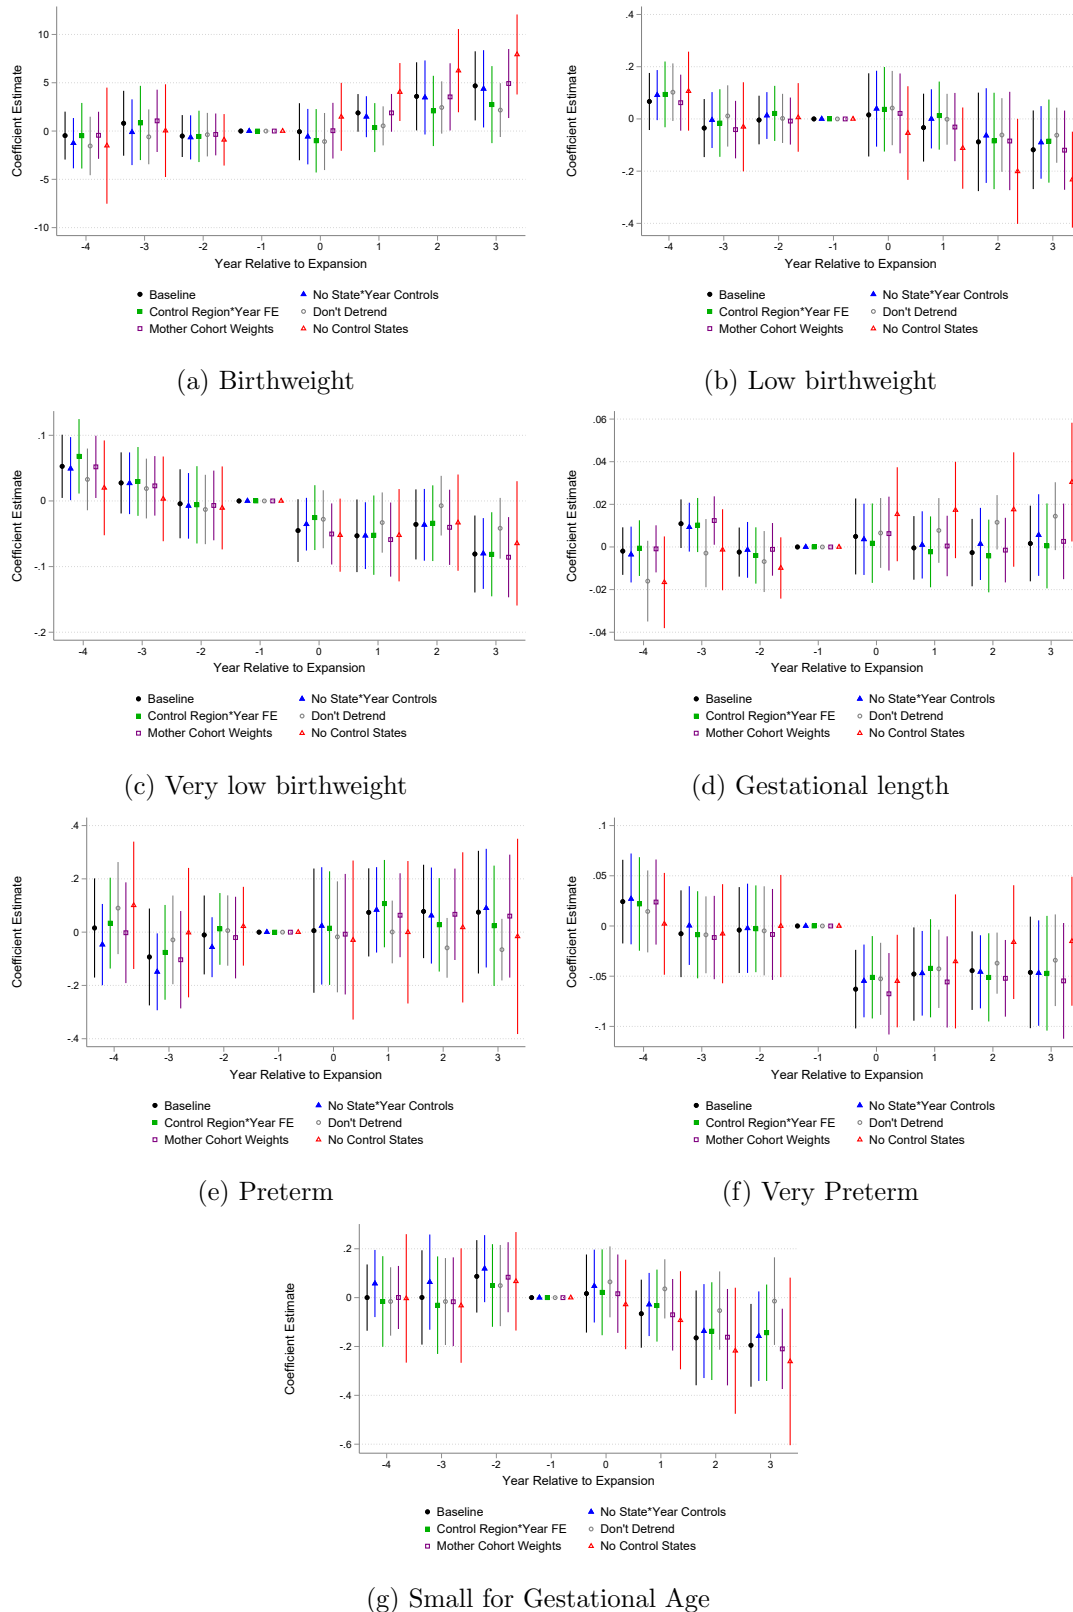 Coefficient Estimate
10
5
0
-5
-10
-4 -3 -2 -1 0 1 2 3
Year Relative to Expansion
Baseline No State*Year Controls
Control Region*Year FE Don't Detrend
Mother Cohort Weights No Control States
(a) Birthweight
Coefficient Estimate
.4
.2
0
-.2
-.4
-4 -3 -2 -1 0 1 2 3
Year Relative to Expansion
Baseline No State*Year Controls
Control Region*Year FE Don't Detrend
Mother Cohort Weights No Control States
(b) Low birthweight
Coefficient Estimate
.1
0
-.1
-.2
-4 -3 -2 -1 0 1 2 3
Year Relative to Expansion
Baseline No State*Year Controls
Control Region*Year FE Don't Detrend
Mother Cohort Weights No Control States
(c) Very low birthweight
Coefficient Estimate
.06
.04
.02
0
-.02
-.04
-4 -3 -2 -1 0 1 2 3
Year Relative to Expansion
Baseline No State*Year Controls
Control Region*Year FE Don't Detrend
Mother Cohort Weights No Control States
(d) Gestational length
Coefficient Estimate
.4
.2
0
-.2
-.4
-4 -3 -2 -1 0 1 2 3
Year Relative to Expansion
Baseline No State*Year Controls
Control Region*Year FE Don't Detrend
Mother Cohort Weights No Control States
(e) Preterm
Coefficient Estimate
.1
.05
0
-.05
-.1
-4 -3 -2 -1 0 1 2 3
Year Relative to Expansion
Baseline No State*Year Controls
Control Region*Year FE Don't Detrend
Mother Cohort Weights No Control States
(f) Very Preterm
Coefficient Estimate
.2
0
-.2
-.4
-.6
-4 -3 -2 -1 0 1 2 3
Year Relative to Expansion
Baseline No State*Year Controls
Control Region*Year FE Don't Detrend
Mother Cohort Weights No Control States
(g) Small for Gestational Age